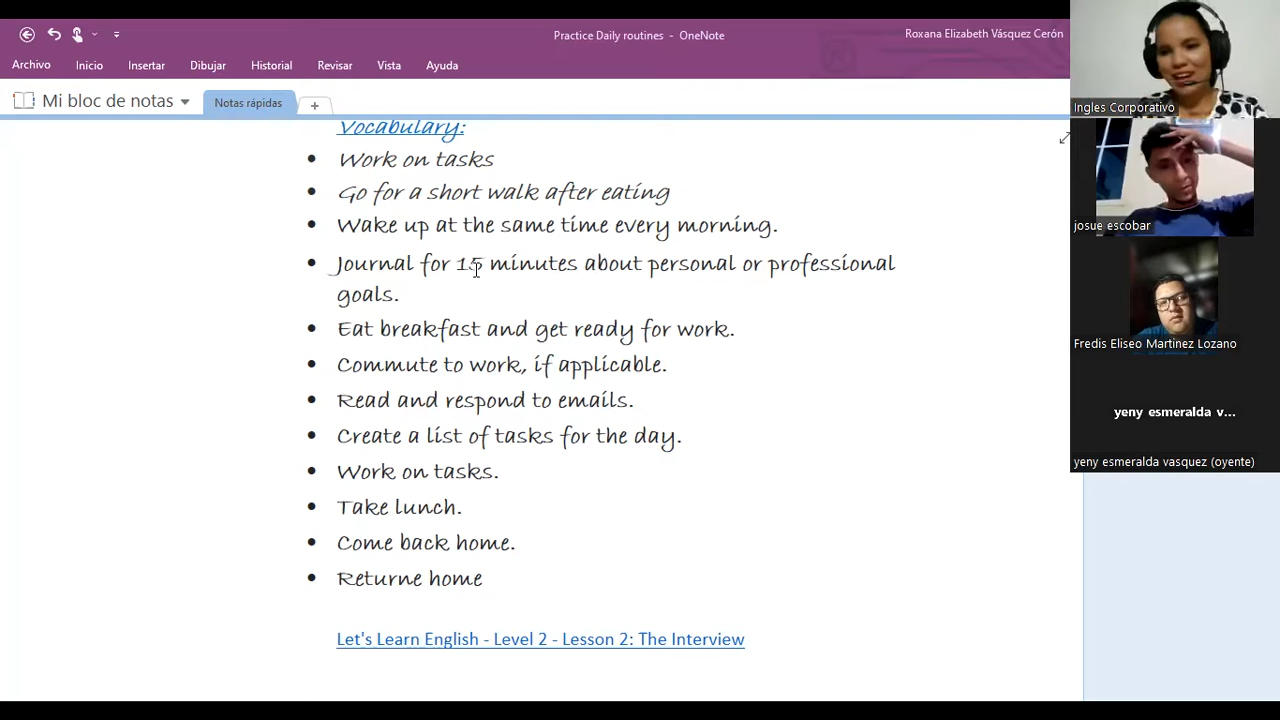 Practice Daily routines - OneNote
Roxana Elizabeth Vásquez Cerón
Archivo Inicio Insertar Dibujar Historial Revisar Vista Ayuda
Mi bloc de notas
Notas rápidas
+
Vocabulary:
• Work on tasks
• Go for a short walk after eating
• Wake up at the same time every morning.
• Journal for 15 minutes about personal or professional
goals.
• Eat breakfast and get ready for work.
• Commute to work, if applicable.
• Read and respond to emails.
• Create a list of tasks for the day.
• Work on tasks.
• Take lunch.
• Come back home.
• Returne home
Let's Learn English - Level 2 - Lesson 2: The Interview
Ingles Corporativo
josue escobar
Fredis Eliseo Martinez Lozano
yeny esmeralda v...
yeny esmeralda vasquez (oyente)